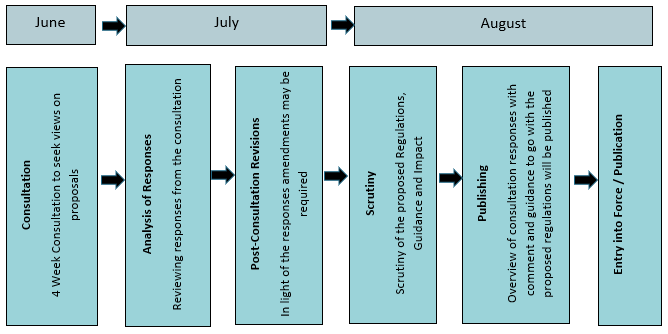 June
July
August
Consultation
4 Week Consultation to seek views on
proposals
Analysis of Responses
Reviewing responses from the consultation
Post-Consultation Revisions
In light of the responses amendments may be
required
Scrutiny
Scrutiny of the proposed Regulations,
Guidance and Impact
Publishing
Overview of consultation responses with
comment and guidance to go with the
proposed regulations will be published
Entry into Force / Publication